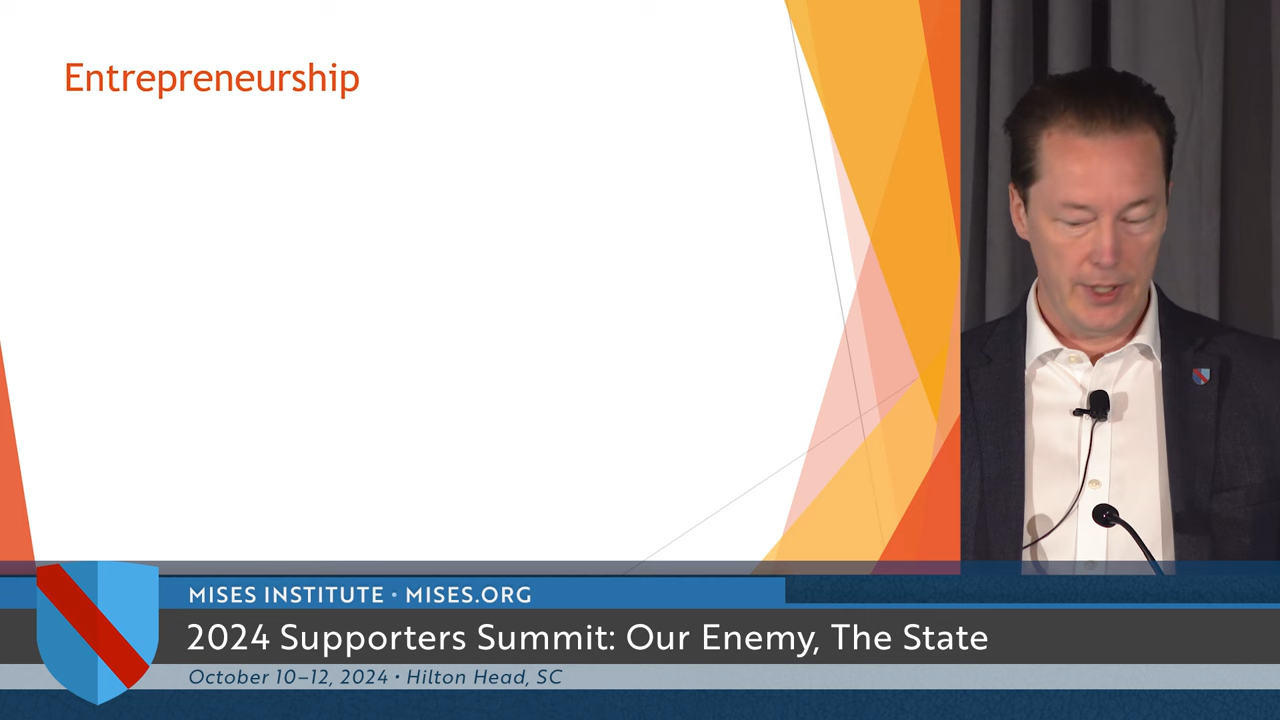 Entrepreneurship
MISES INSTITUTE • MISES.ORG
2024 Supporters Summit: Our Enemy, The State
October 10–12, 2024 • Hilton Head, SC